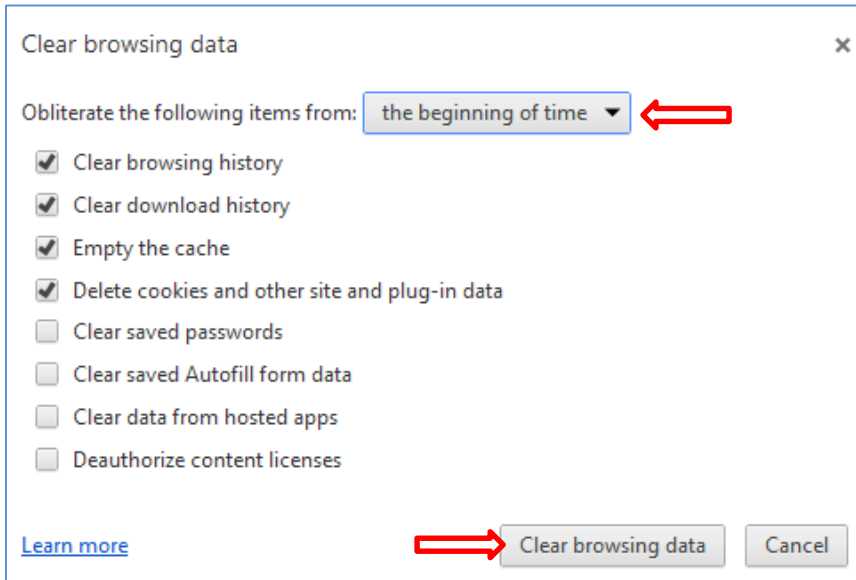 Clear browsing data
Obliterate the following items from: the beginning of time
Clear browsing history
Clear download history
Empty the cache
Delete cookies and other site and plug-in data
Clear saved passwords
Clear saved Autofill form data
Clear data from hosted apps
Deauthorize content licenses
Learn more Clear browsing data Cancel